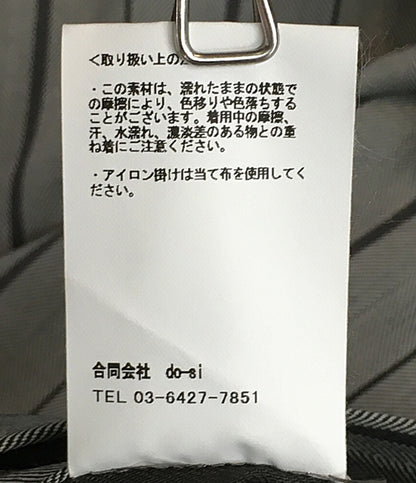 <取り扱い上の
・この素材は、濡れたままの状態で
の摩擦により、色移りや色落ちする
ことがございます。着用中の摩擦、
汗、水濡れ、濃淡差のある物との重
ね着にご注意ください。
・アイロン掛けは当て布を使用してく
ださい。
合同会社　do-si
TEL 03-6427-7851